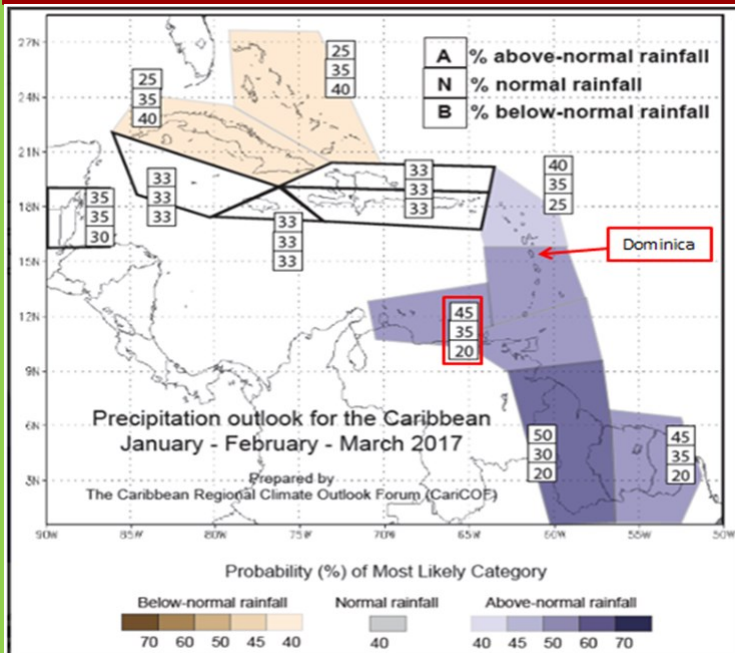 27N
24N
21N
18N
15N
12N
9N
6N
3N
A % above-normal rainfall
N % normal rainfall
B % below-normal rainfall
25
35
40
25
35
40
33
33
33
33
33
33
33
33
33
35
35
30
40
35
25
Dominica
45
35
20
50
30
20
45
35
20
Precipitation outlook for the Caribbean
January - February - March 2017
Prepared by
The Caribbean Regional Climate Outlook Forum (CariCOF)
90W 85W 80W 75W 70W 65W 60W 55W 50W
Probability (%) of Most Likely Category
Below-normal rainfall Normal rainfall Above-normal rainfall
70 60 50 45 40 40 40 45 50 60 70